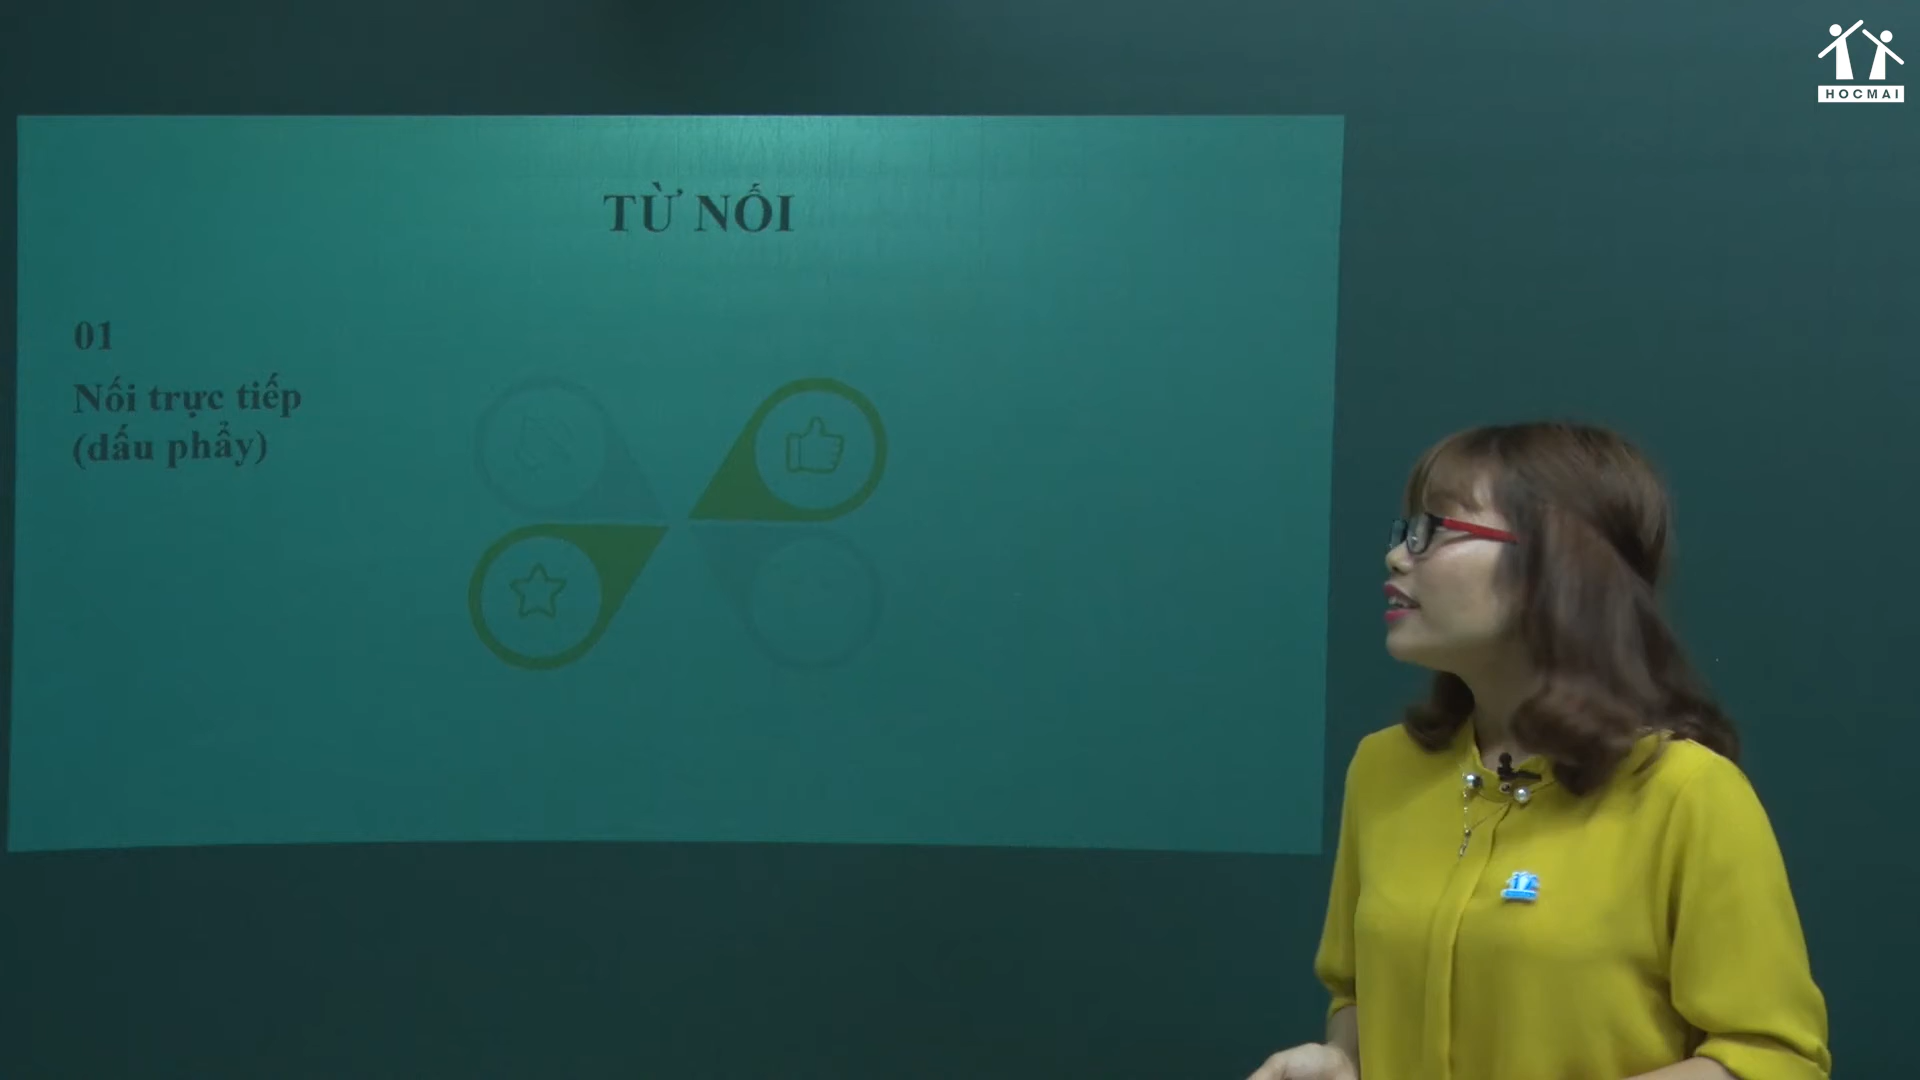 HOCMAI
TỪ NỐI
01
Nối trực tiếp
(dấu phẩy)